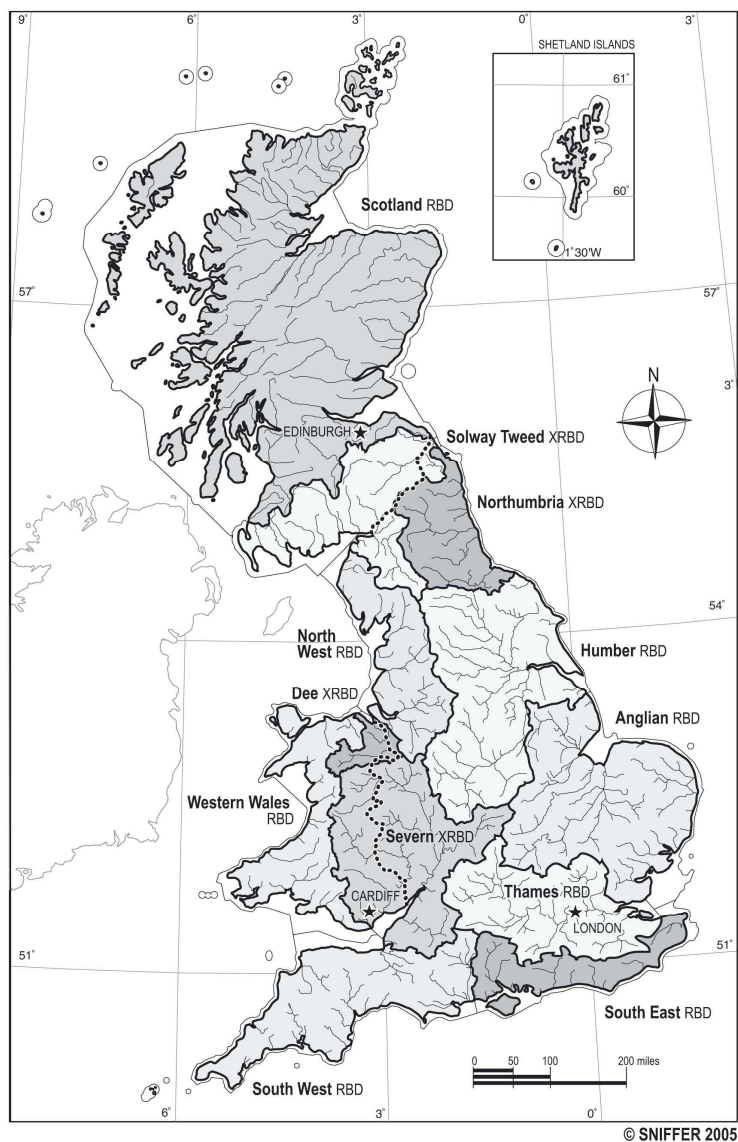 9°
6°
3°
0°
3°
SHETLAND ISLANDS
61°
60°
1°30'W
Scotland RBD
57°
57°
N
3°
EDINBURGH
Solway Tweed XRBD
Northumbria XRBD
54°
North
West RBD
Humber RBD
Dee XRBD
Anglian RBD
Western Wales
RBD
Severn XRBD
CARDIFF
Thames RBD
LONDON
51°
51°
South East RBD
0 50 100 200 miles
South West RBD
6°
3°
0°
© SNIFFER 2005